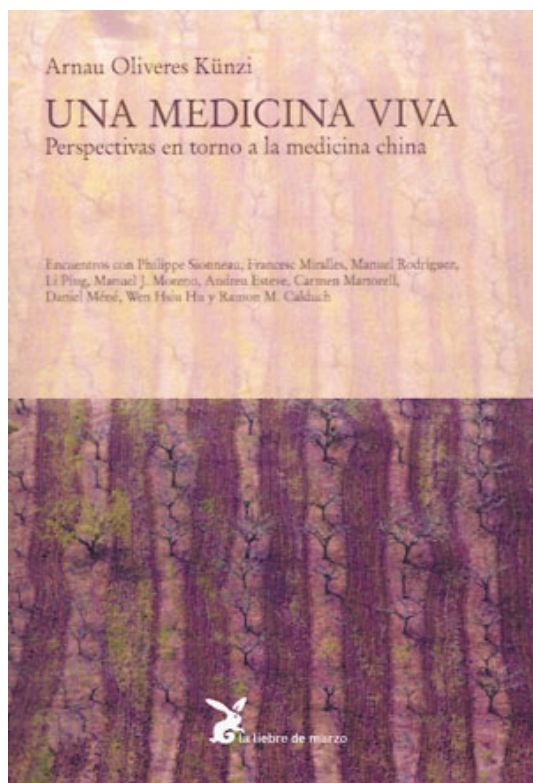 Arnau Oliveres Künzi
UNA MEDICINA VIVA
Perspectivas en torno a la medicina china
Encuentros con Philippe Sionneau, Francesc Miralles, Manuel Rodríguez,
Li Ping, Manuel J. Moreno, Andreu Esteve, Carmen Martorell,
Daniel Méné, Wen Hsiu Hu y Ramon M. Calduch
la liebre de marzo